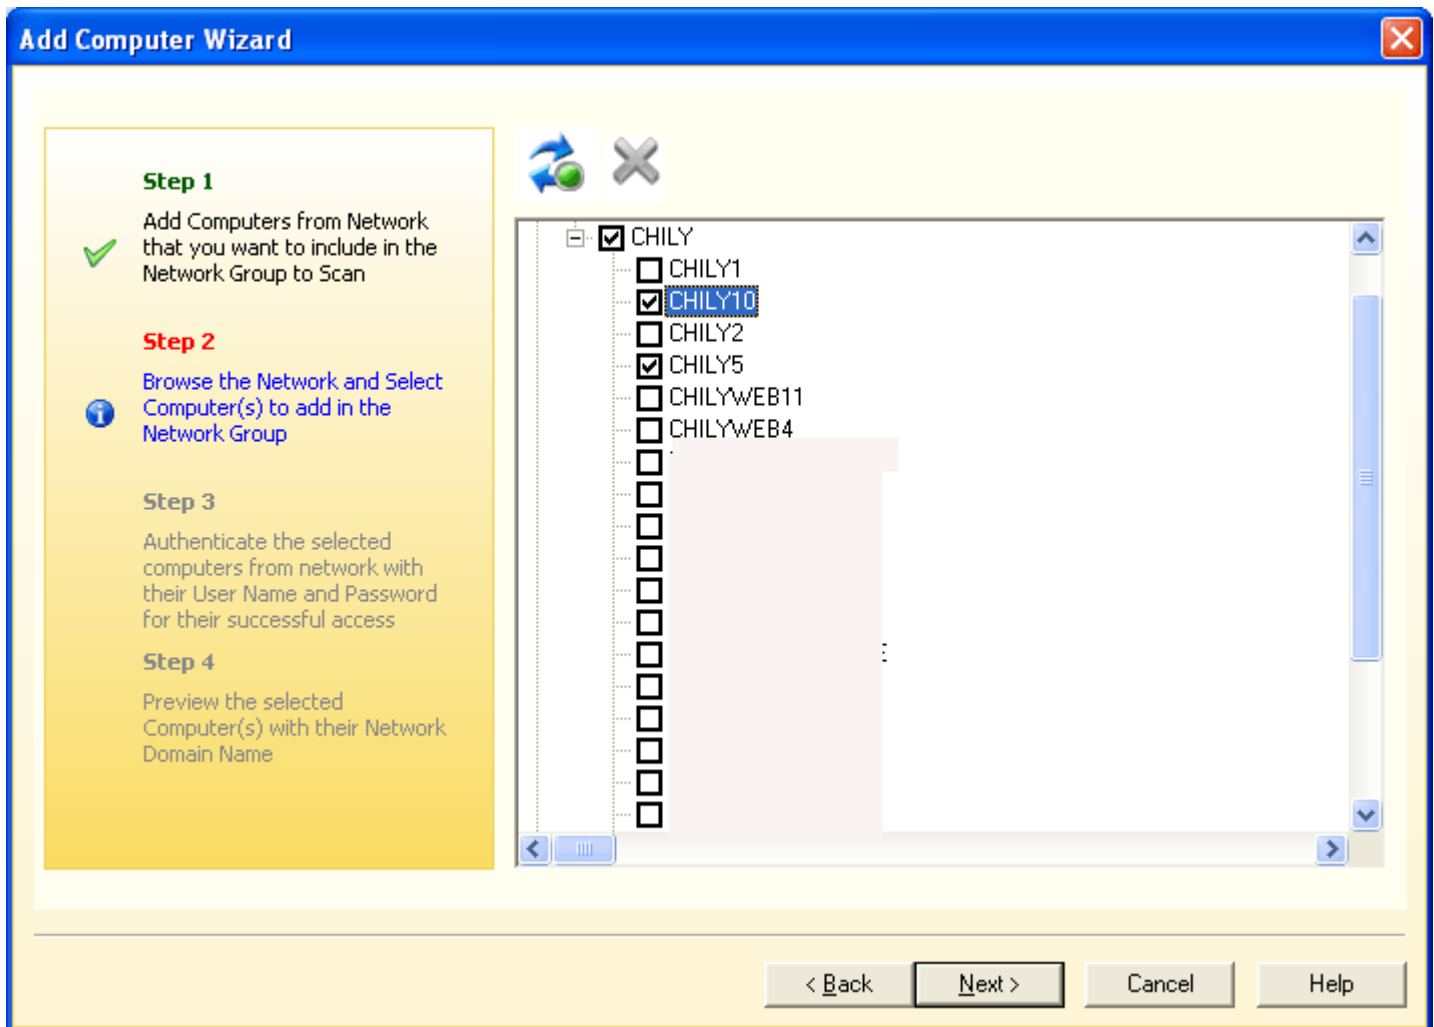 Add Computer Wizard
Step 1
Add Computers from Network
that you want to include in the
Network Group to Scan
Step 2
Browse the Network and Select
Computer(s) to add in the
Network Group
Step 3
Authenticate the selected
computers from network with
their User Name and Password
for their successful access
Step 4
Preview the selected
Computer(s) with their Network
Domain Name
CHILY
CHILY1
CHILY10
CHILY2
CHILY5
CHILYWEB11
CHILYWEB4
< Back
Next >
Cancel
Help